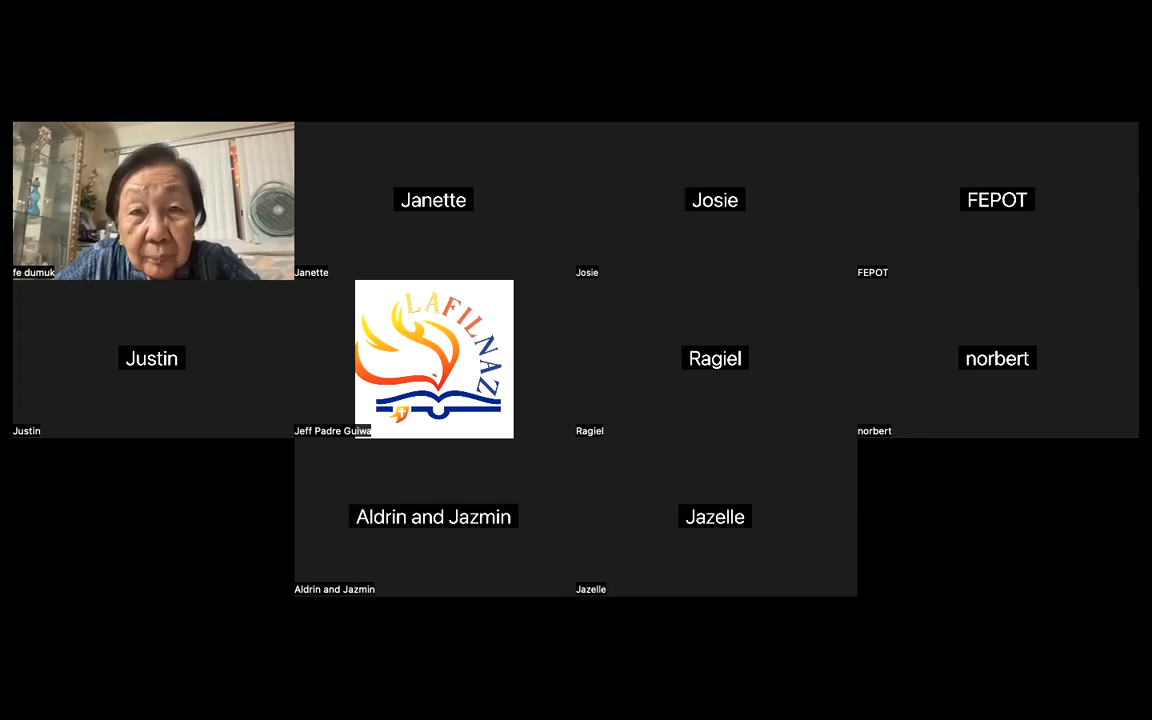 Janette
Josie
FEPOT
fe dumuk
Janette
Josie
FEPOT
Justin
LAFILNAZ
Ragiel
norbert
Justin
Jeff Padre Guiwa
Ragiel
norbert
Aldrin and Jazmin
Jazelle
Aldrin and Jazmin
Jazelle